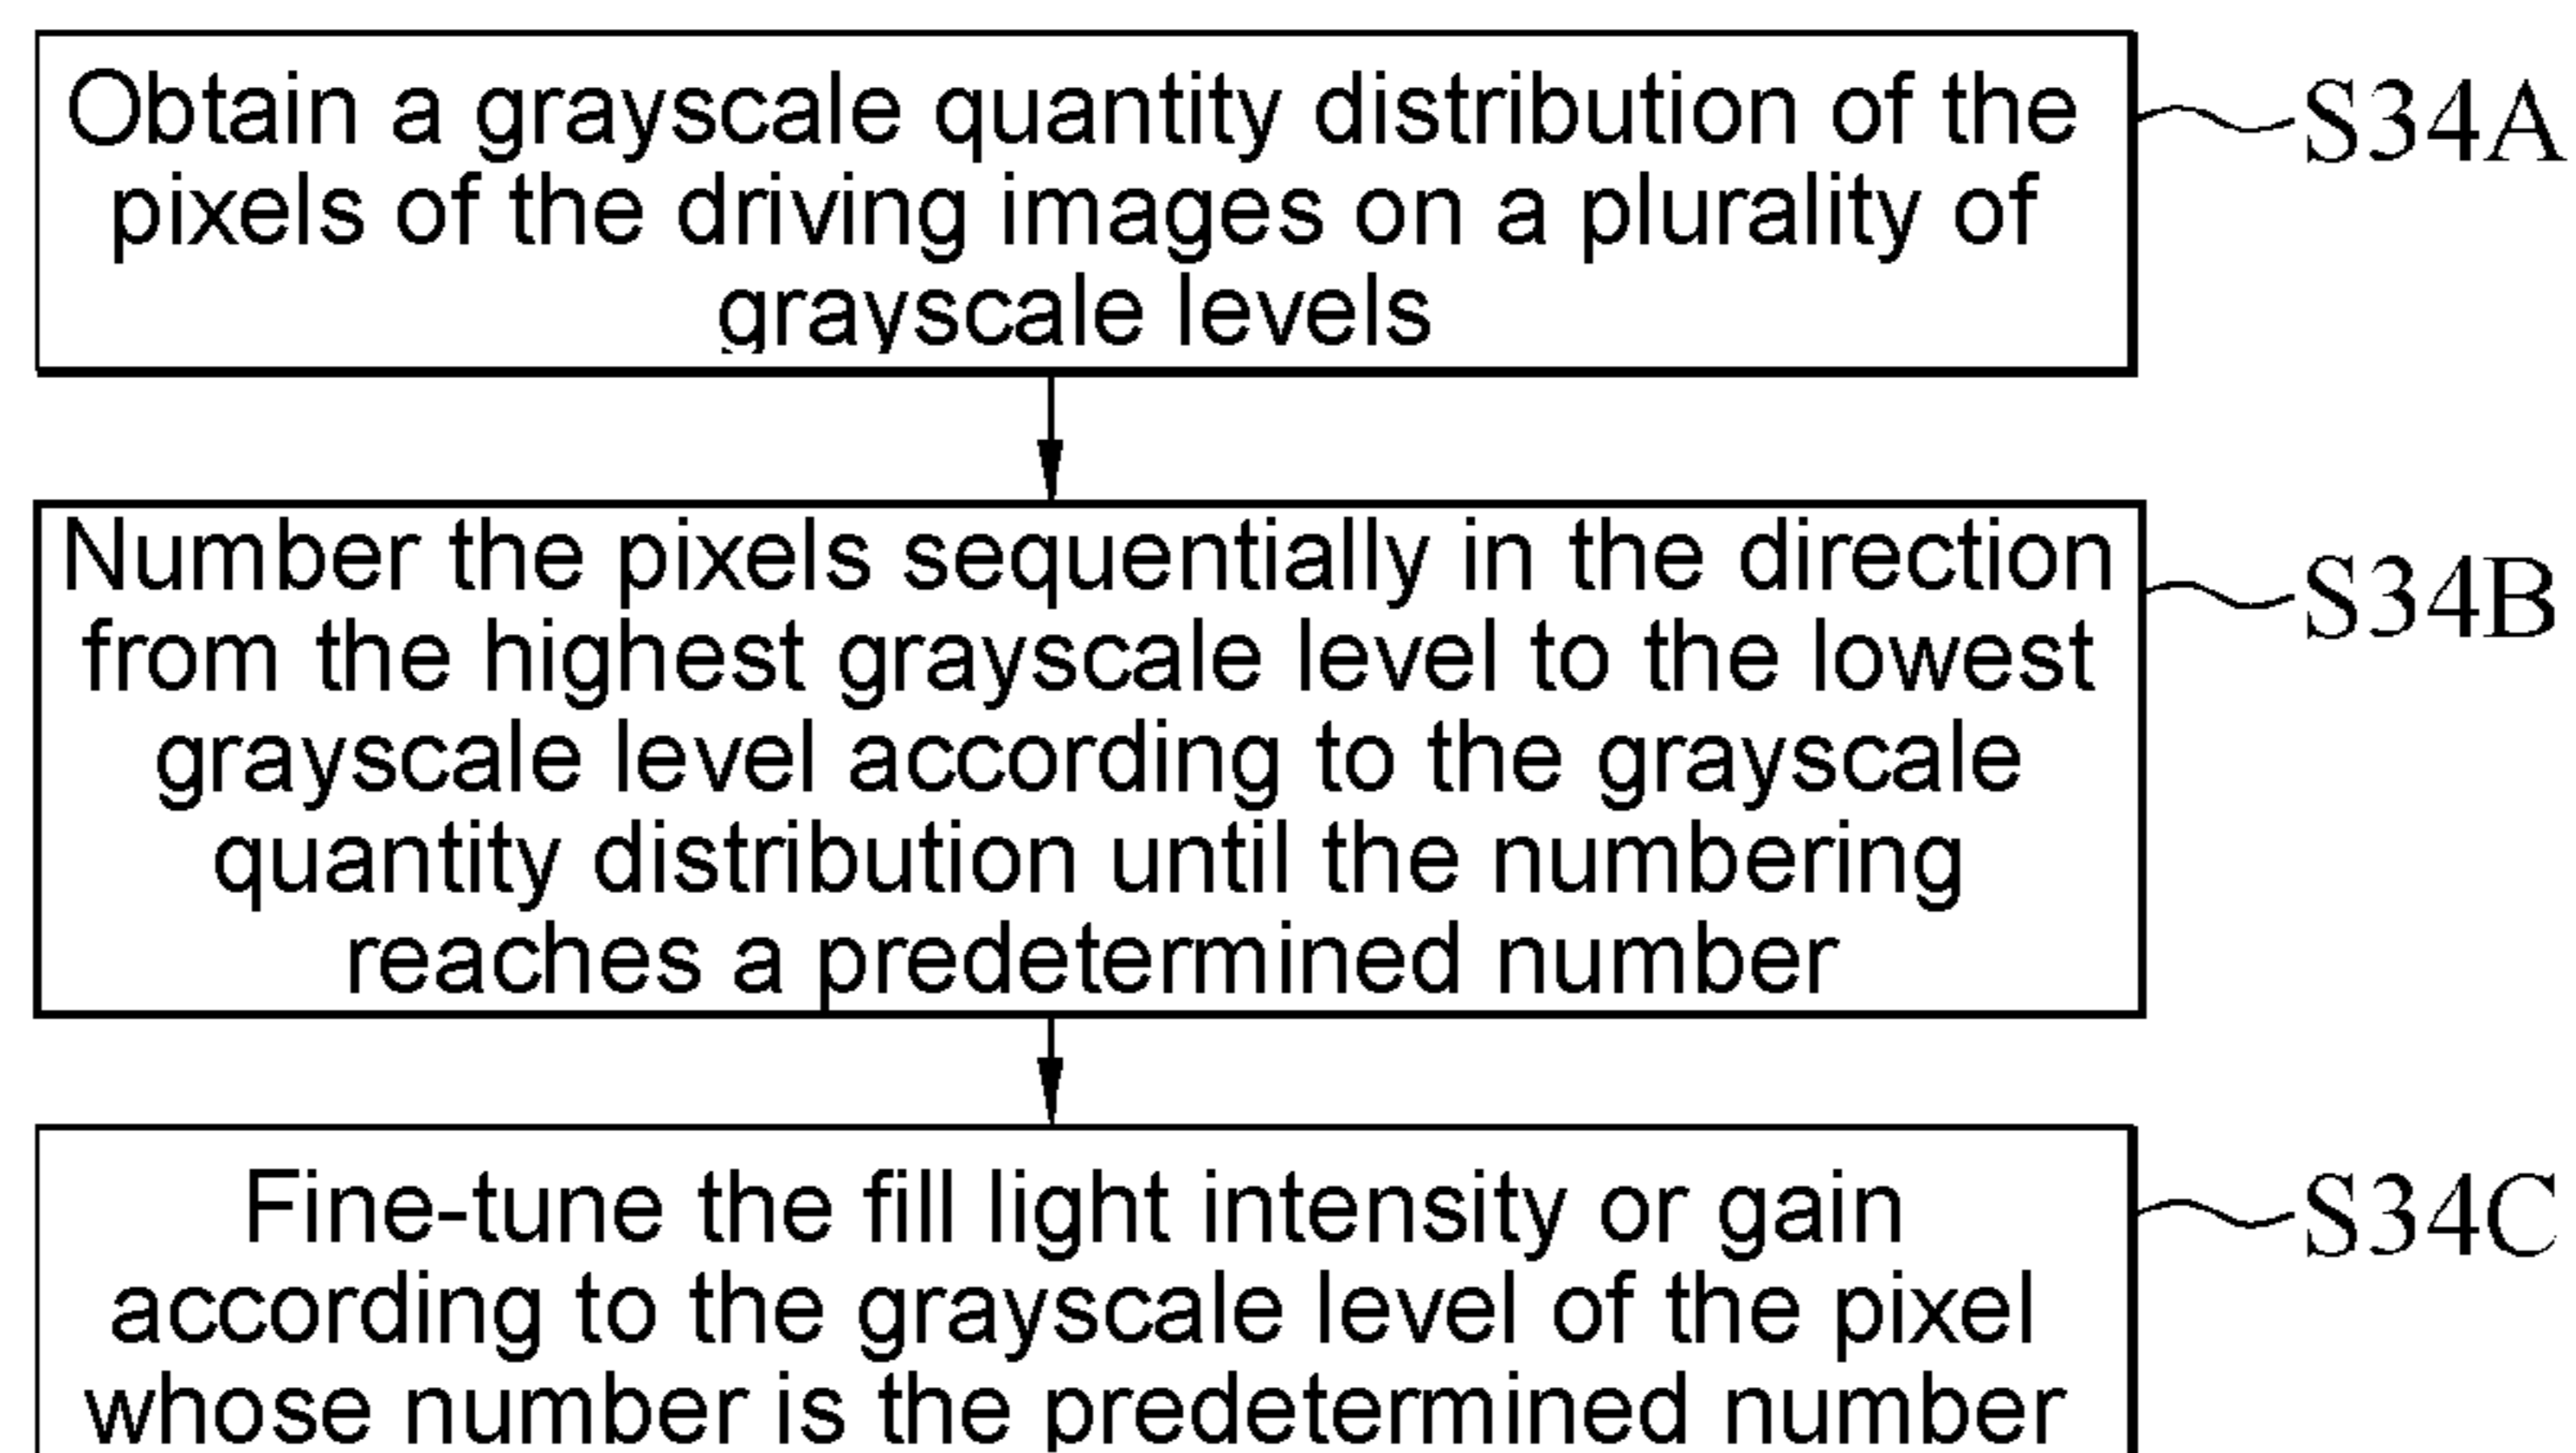 Obtain a grayscale quantity distribution of the
pixels of the driving images on a plurality of
grayscale levels
S34A
Number the pixels sequentially in the direction
from the highest grayscale level to the lowest
grayscale level according to the grayscale
quantity distribution until the numbering
reaches a predetermined number
S34B
Fine-tune the fill light intensity or gain
according to the grayscale level of the pixel
whose number is the predetermined number
S34C